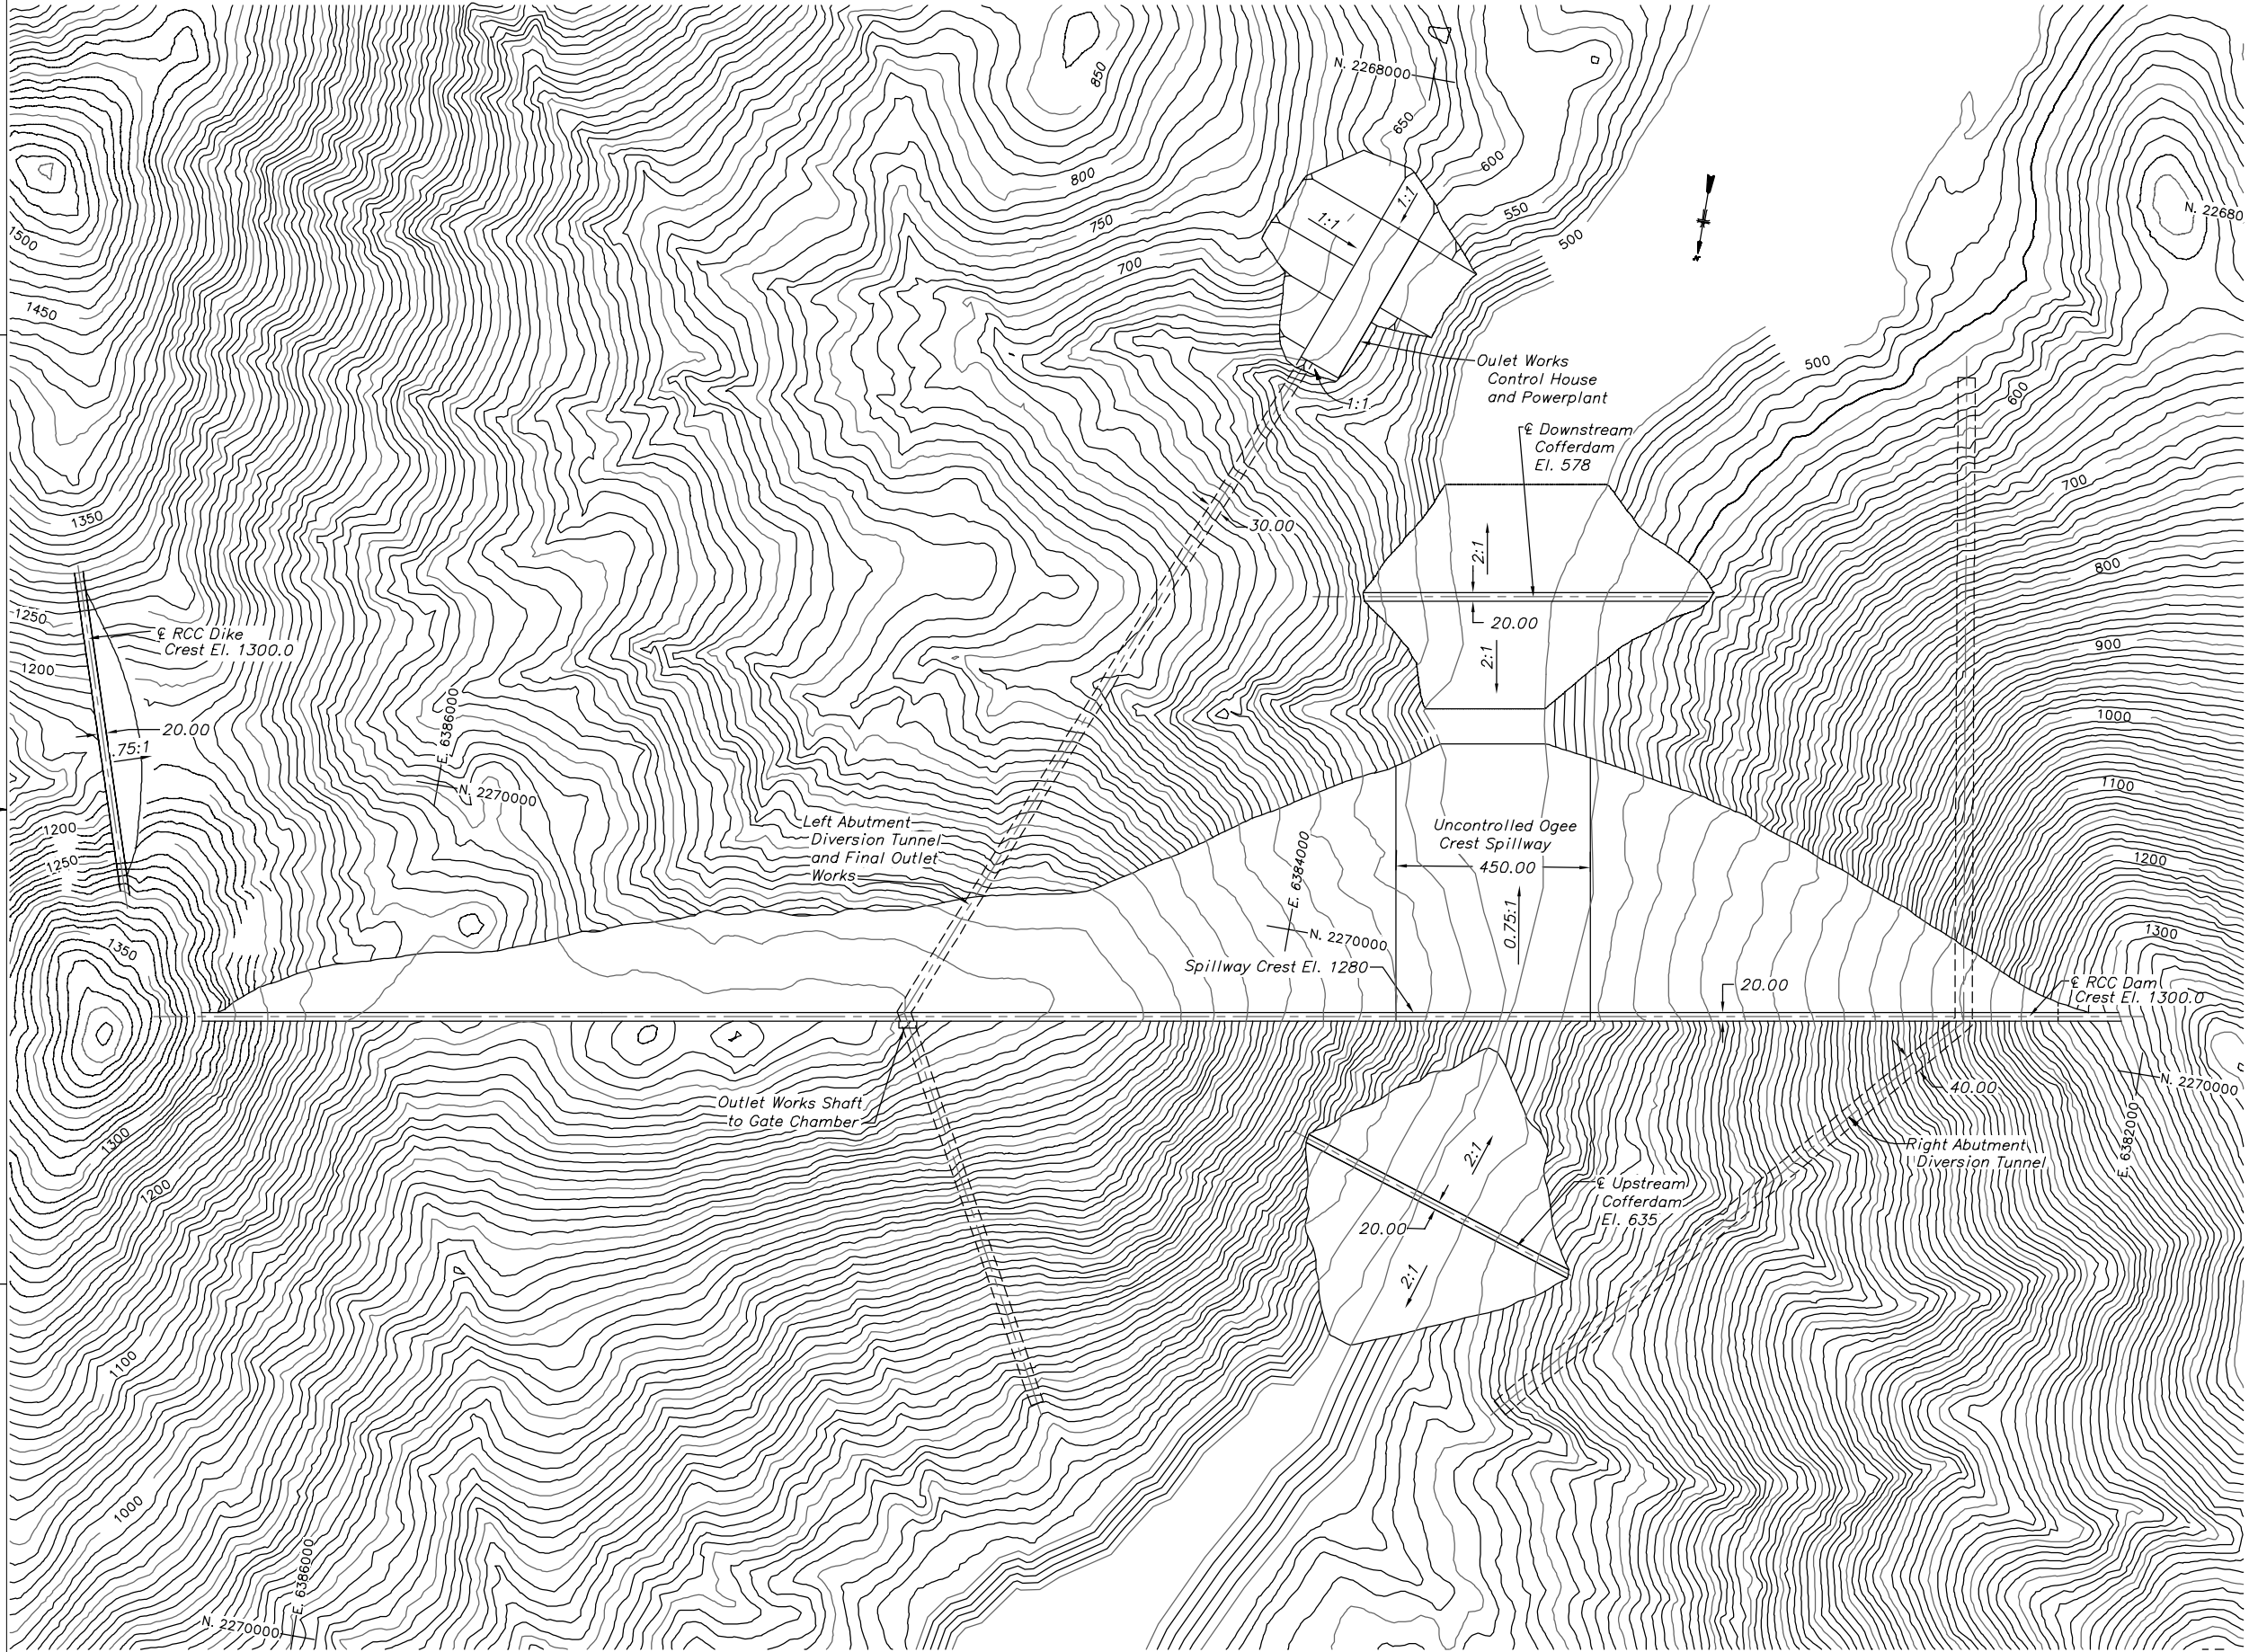 850
N. 2268000
650
600
800
550
750
500
700
1500
1450
N. 22680
1:1
1:1
Oulet Works
Control House
and Powerplant
1:1
500
600
℄ Downstream
Cofferdam
El. 578
700
1350
30.00
2:1
800
1250
℄ RCC Dike
Crest El. 1300.0
20.00
2:1
900
1200
E. 6386000
20.00
.75:1
1000
N. 2270000
1100
1200
1250
Left Abutment
Diversion Tunnel
and Final Outlet
Works
Uncontrolled Ogee
Crest Spillway
450.00
E. 6384000
0.75:1
1200
1350
N. 2270000
1300
Spillway Crest El. 1280
20.00
℄ RCC Dam
Crest El. 1300.0
40.00
N. 2270000
E. 6382000
Outlet Works Shaft
to Gate Chamber
1300
1200
2:1
Right Abutment
Diversion Tunnel
℄ Upstream
Cofferdam
El. 635
20.00
2:1
1100
1000
E. 6386000
N. 2270000